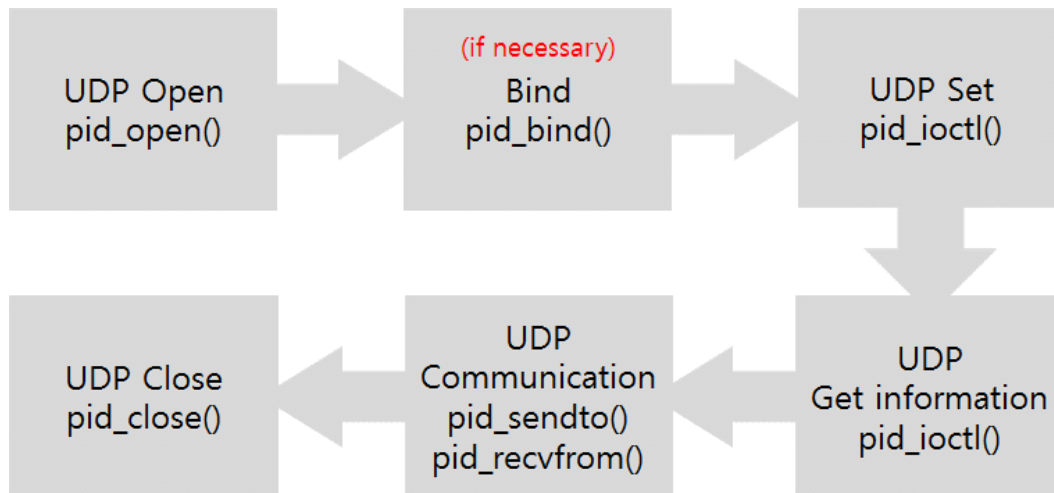 UDP Open
pid_open()
(if necessary)
Bind
pid_bind()
UDP Set
pid_ioctl()
UDP
Get information
pid_ioctl()
UDP
Communication
pid_sendto()
pid_recvfrom()
UDP Close
pid_close()